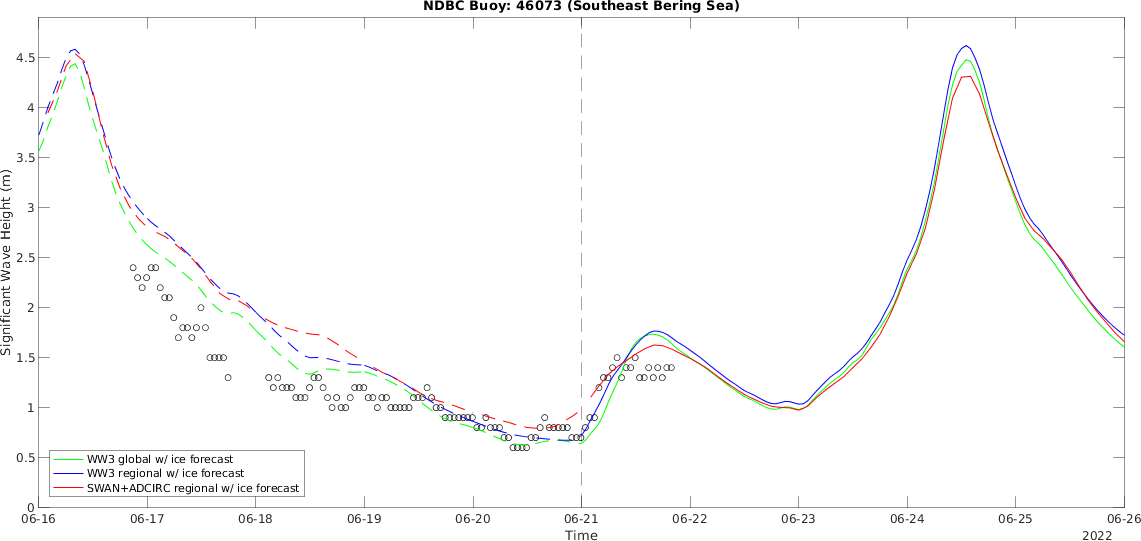 NDBC Buoy: 46073 (Southeast Bering Sea)
Significant Wave Height (m)
4.5
4
3.5
3
2.5
2
1.5
1
0.5
0
WW3 global w/ ice forecast
WW3 regional w/ ice forecast
SWAN+ADCIRC regional w/ ice forecast
06-16 06-17 06-18 06-19 06-20 06-21 06-22 06-23 06-24 06-25 06-26
Time
2022